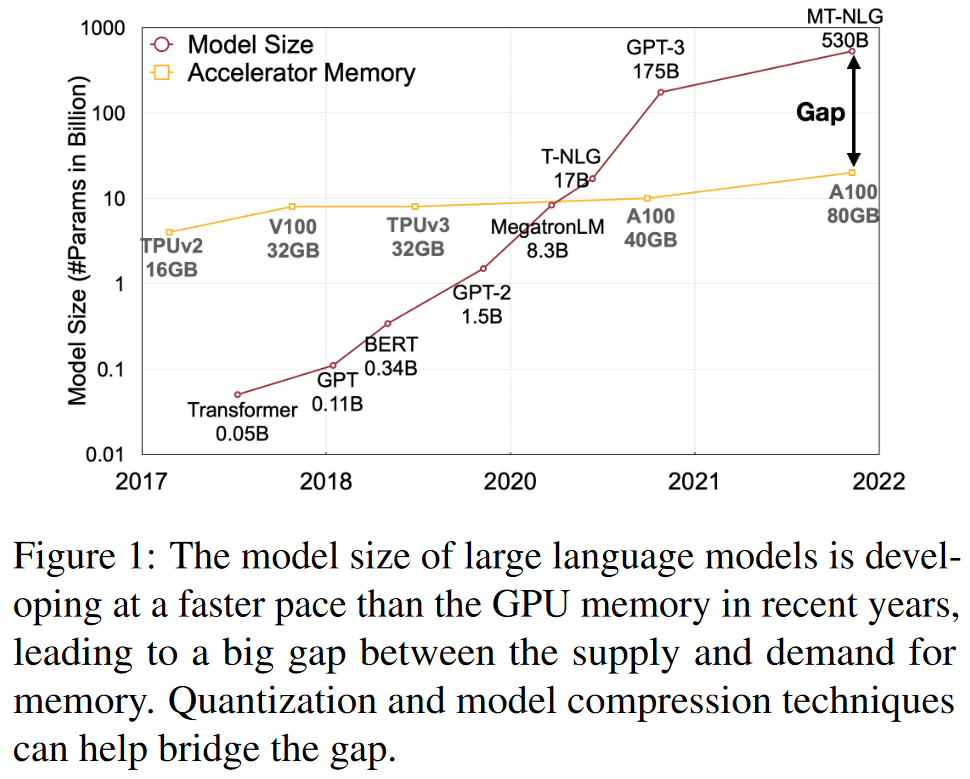 1000
100
10
1
0.1
0.01
Model Size (#Params in Billion)
Model Size
Accelerator Memory
TPUv2
16GB
V100
32GB
TPUv3
32GB
A100
40GB
A100
80GB
Transformer
0.05B
GPT
0.11B
BERT
0.34B
GPT-2
1.5B
MegatronLM
8.3B
T-NLG
17B
GPT-3
175B
MT-NLG
530B
Gap
2017
2018
2020
2021
2022
Figure 1: The model size of large language models is devel-
oping at a faster pace than the GPU memory in recent years,
leading to a big gap between the supply and demand for
memory. Quantization and model compression techniques
can help bridge the gap.